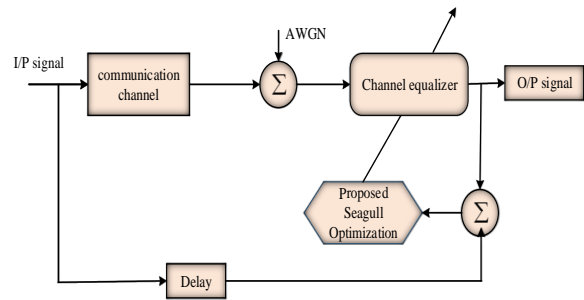 AWGN
I/P signal
communication
channel
Σ
Channel equalizer
O/P signal
Proposed
Seagull
Optimization
Σ
Delay